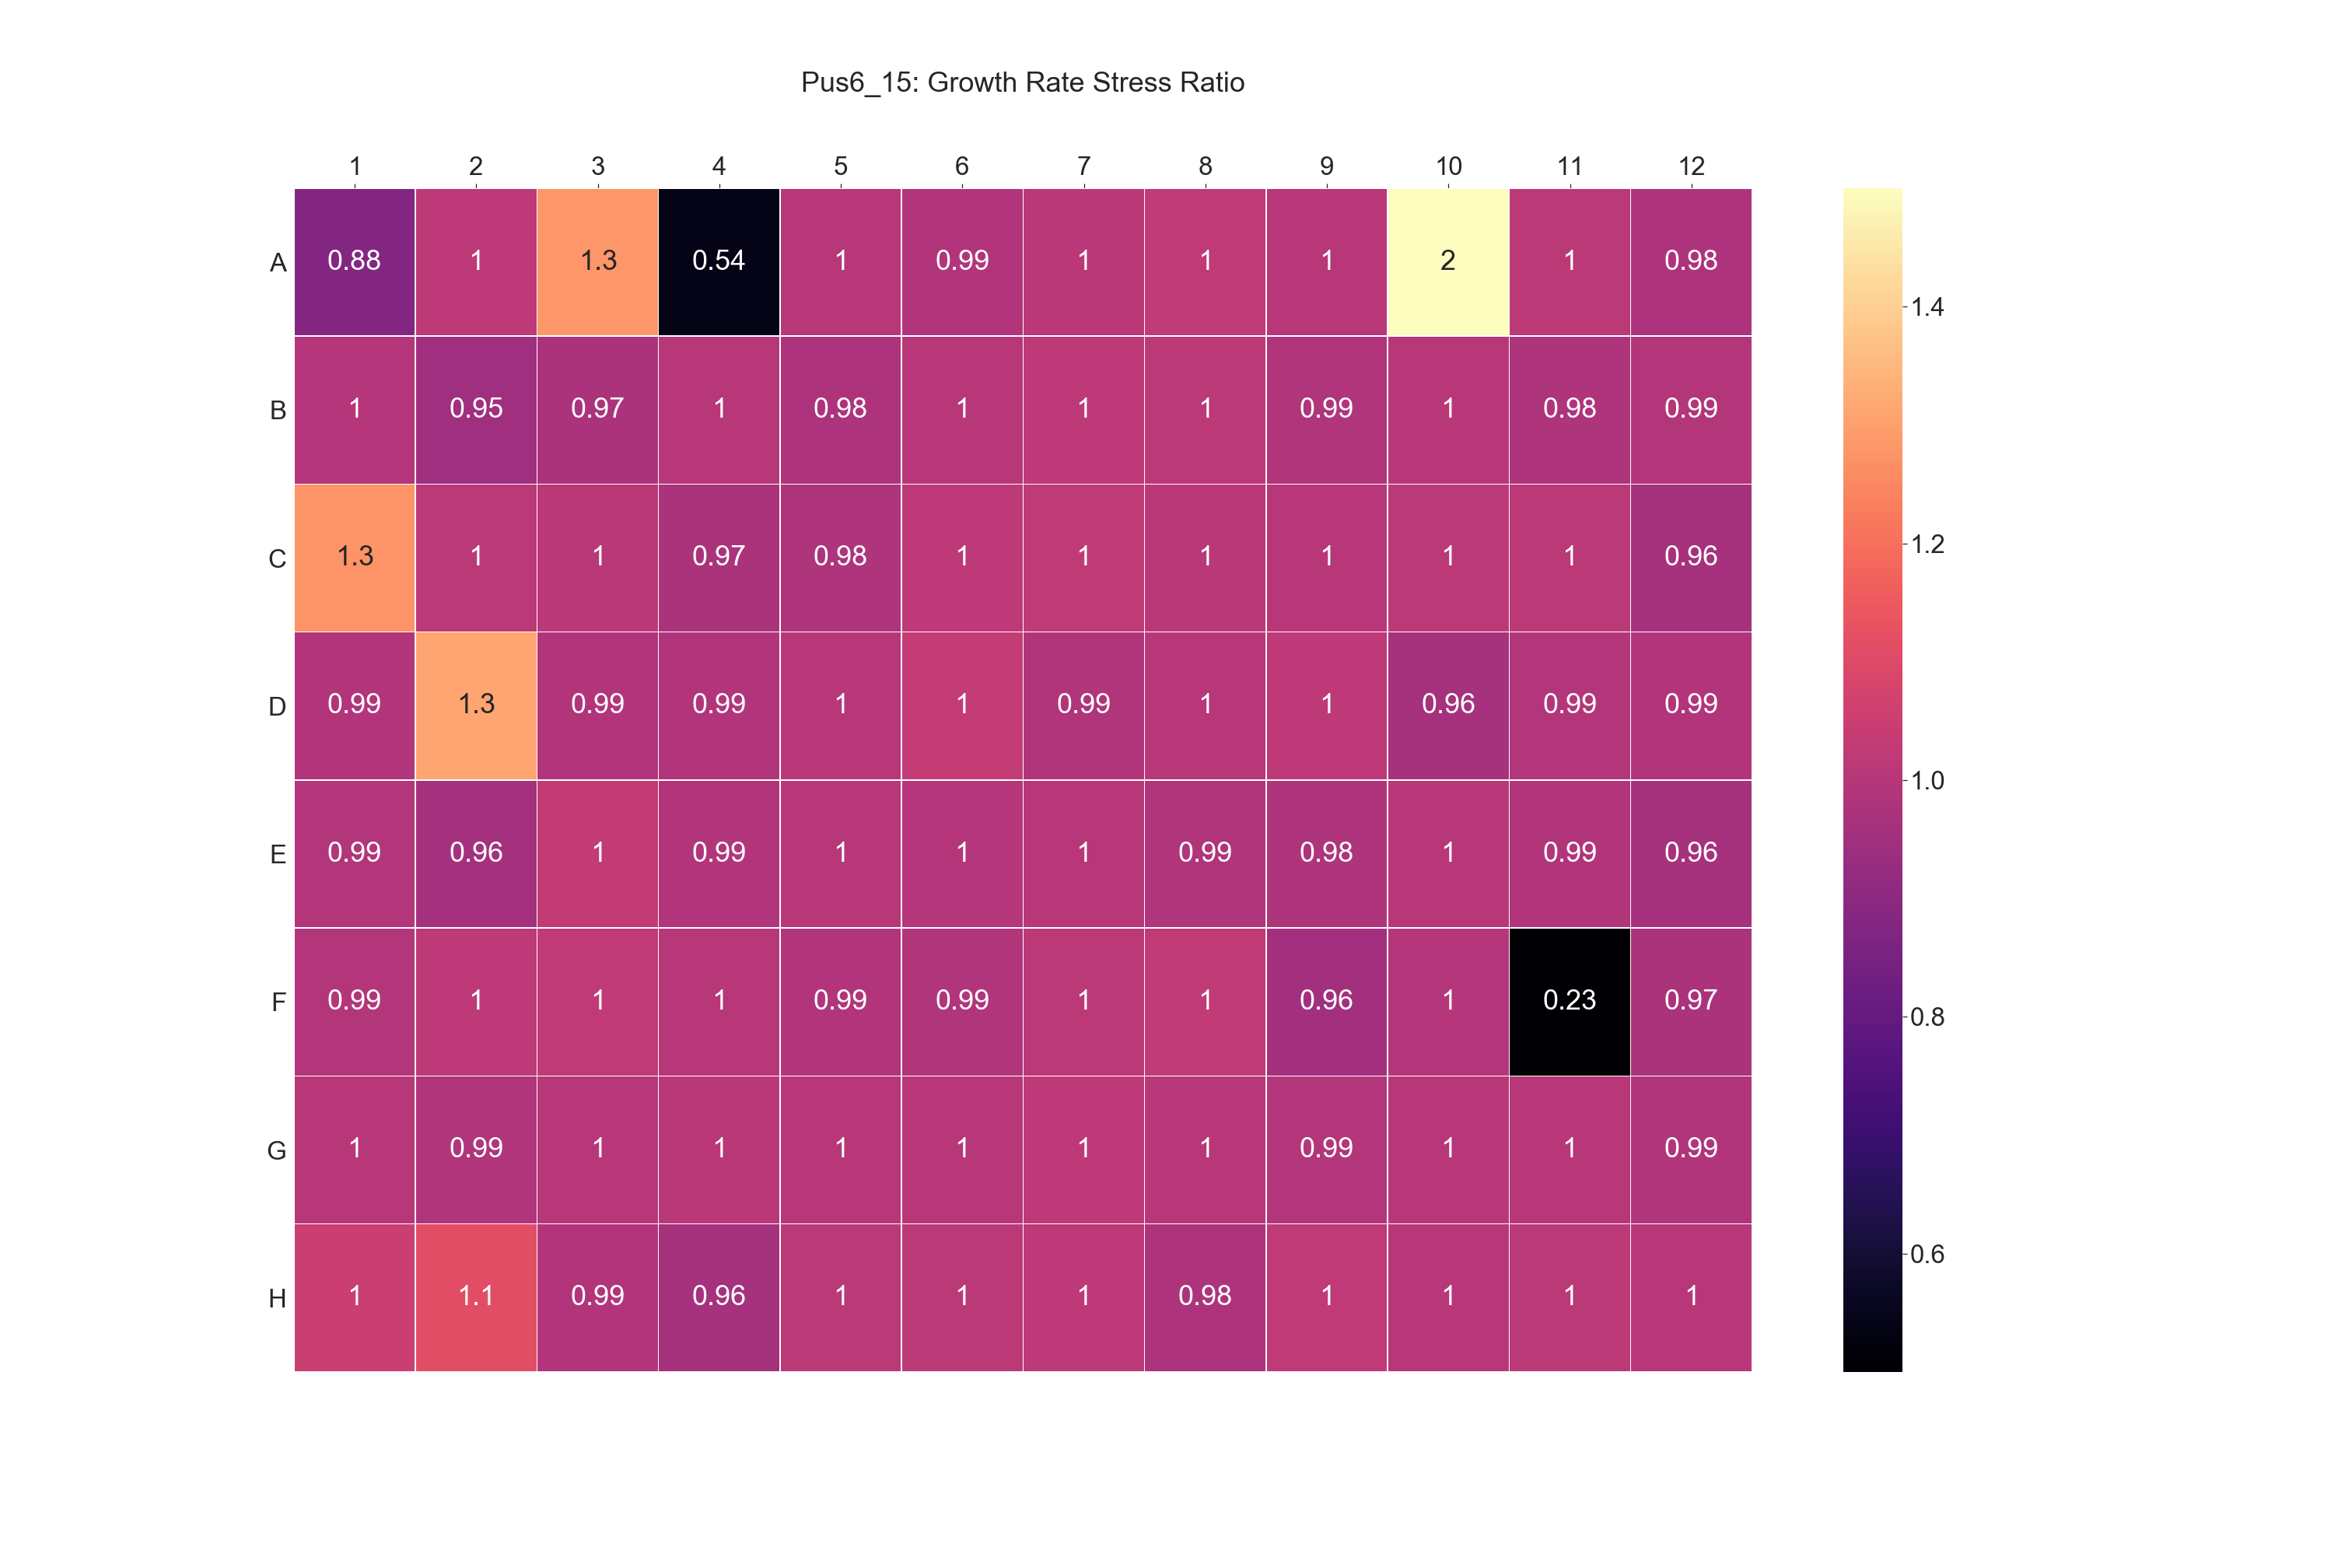 Pus6_15: Growth Rate Stress Ratio
1 2 3 4 5 6 7 8 9 10 11 12
A 0.88 1 1.3 0.54 1 0.99 1 1 1 2 1 0.98
1.4
B 1 0.95 0.97 1 0.98 1 1 1 0.99 1 0.98 0.99
C 1.3 1 1 0.97 0.98 1 1 1 1 1 1 0.96
1.2
D 0.99 1.3 0.99 0.99 1 1 0.99 1 1 0.96 0.99 0.99
1.0
E 0.99 0.96 1 0.99 1 1 1 0.99 0.98 1 0.99 0.96
F 0.99 1 1 1 0.99 0.99 1 1 0.96 1 0.23 0.97
0.8
G 1 0.99 1 1 1 1 1 1 0.99 1 1 0.99
0.6
H 1 1.1 0.99 0.96 1 1 1 0.98 1 1 1 1